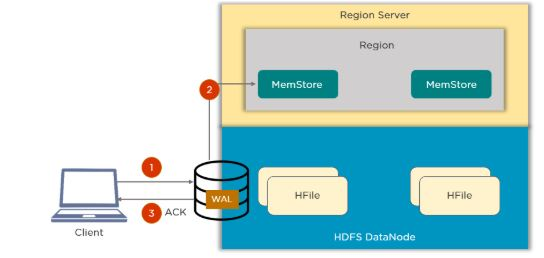 Region Server
Region
MemStore
MemStore
2
1
WAL
3 ACK
HFile
HFile
Client
HDFS DataNode